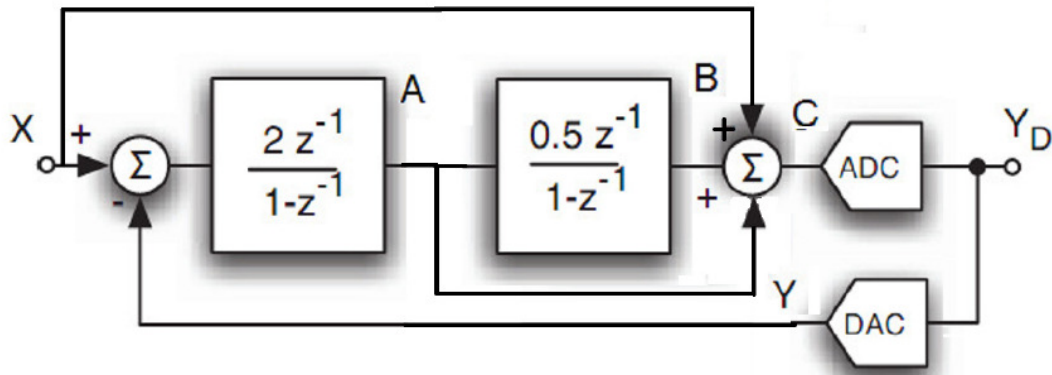 X
+
-
Σ
2 z⁻¹
1-z⁻¹
A
0.5 z⁻¹
1-z⁻¹
B
+
+
Σ
C
ADC
Y_D
Y
DAC